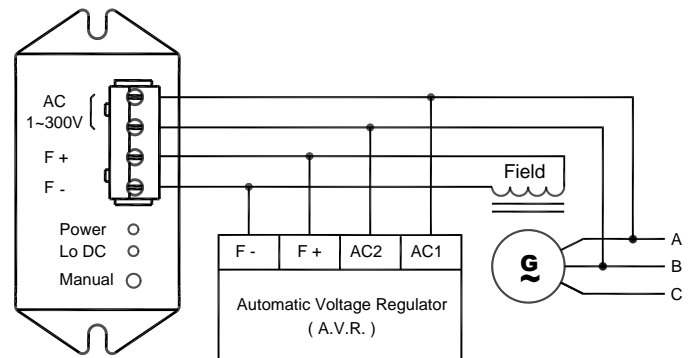 AC
1~300V
F +
F -
Power
Lo DC
Manual
Field
F -
F +
AC2
AC1
Automatic Voltage Regulator
( A.V.R. )
G
~
A
B
C